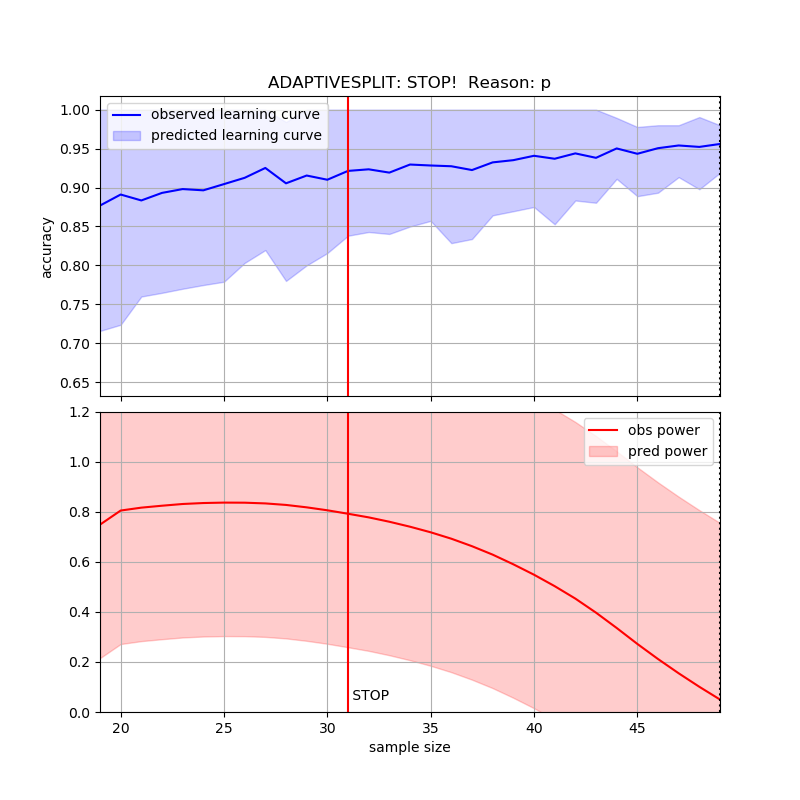 ADAPTIVESPLIT: STOP!  Reason: p
1.00
0.95
0.90
0.85
0.80
0.75
0.70
0.65
accuracy
observed learning curve
predicted learning curve
1.2
1.0
0.8
0.6
0.4
0.2
0.0
obs power
pred power
STOP
20
25
30
35
40
45
sample size